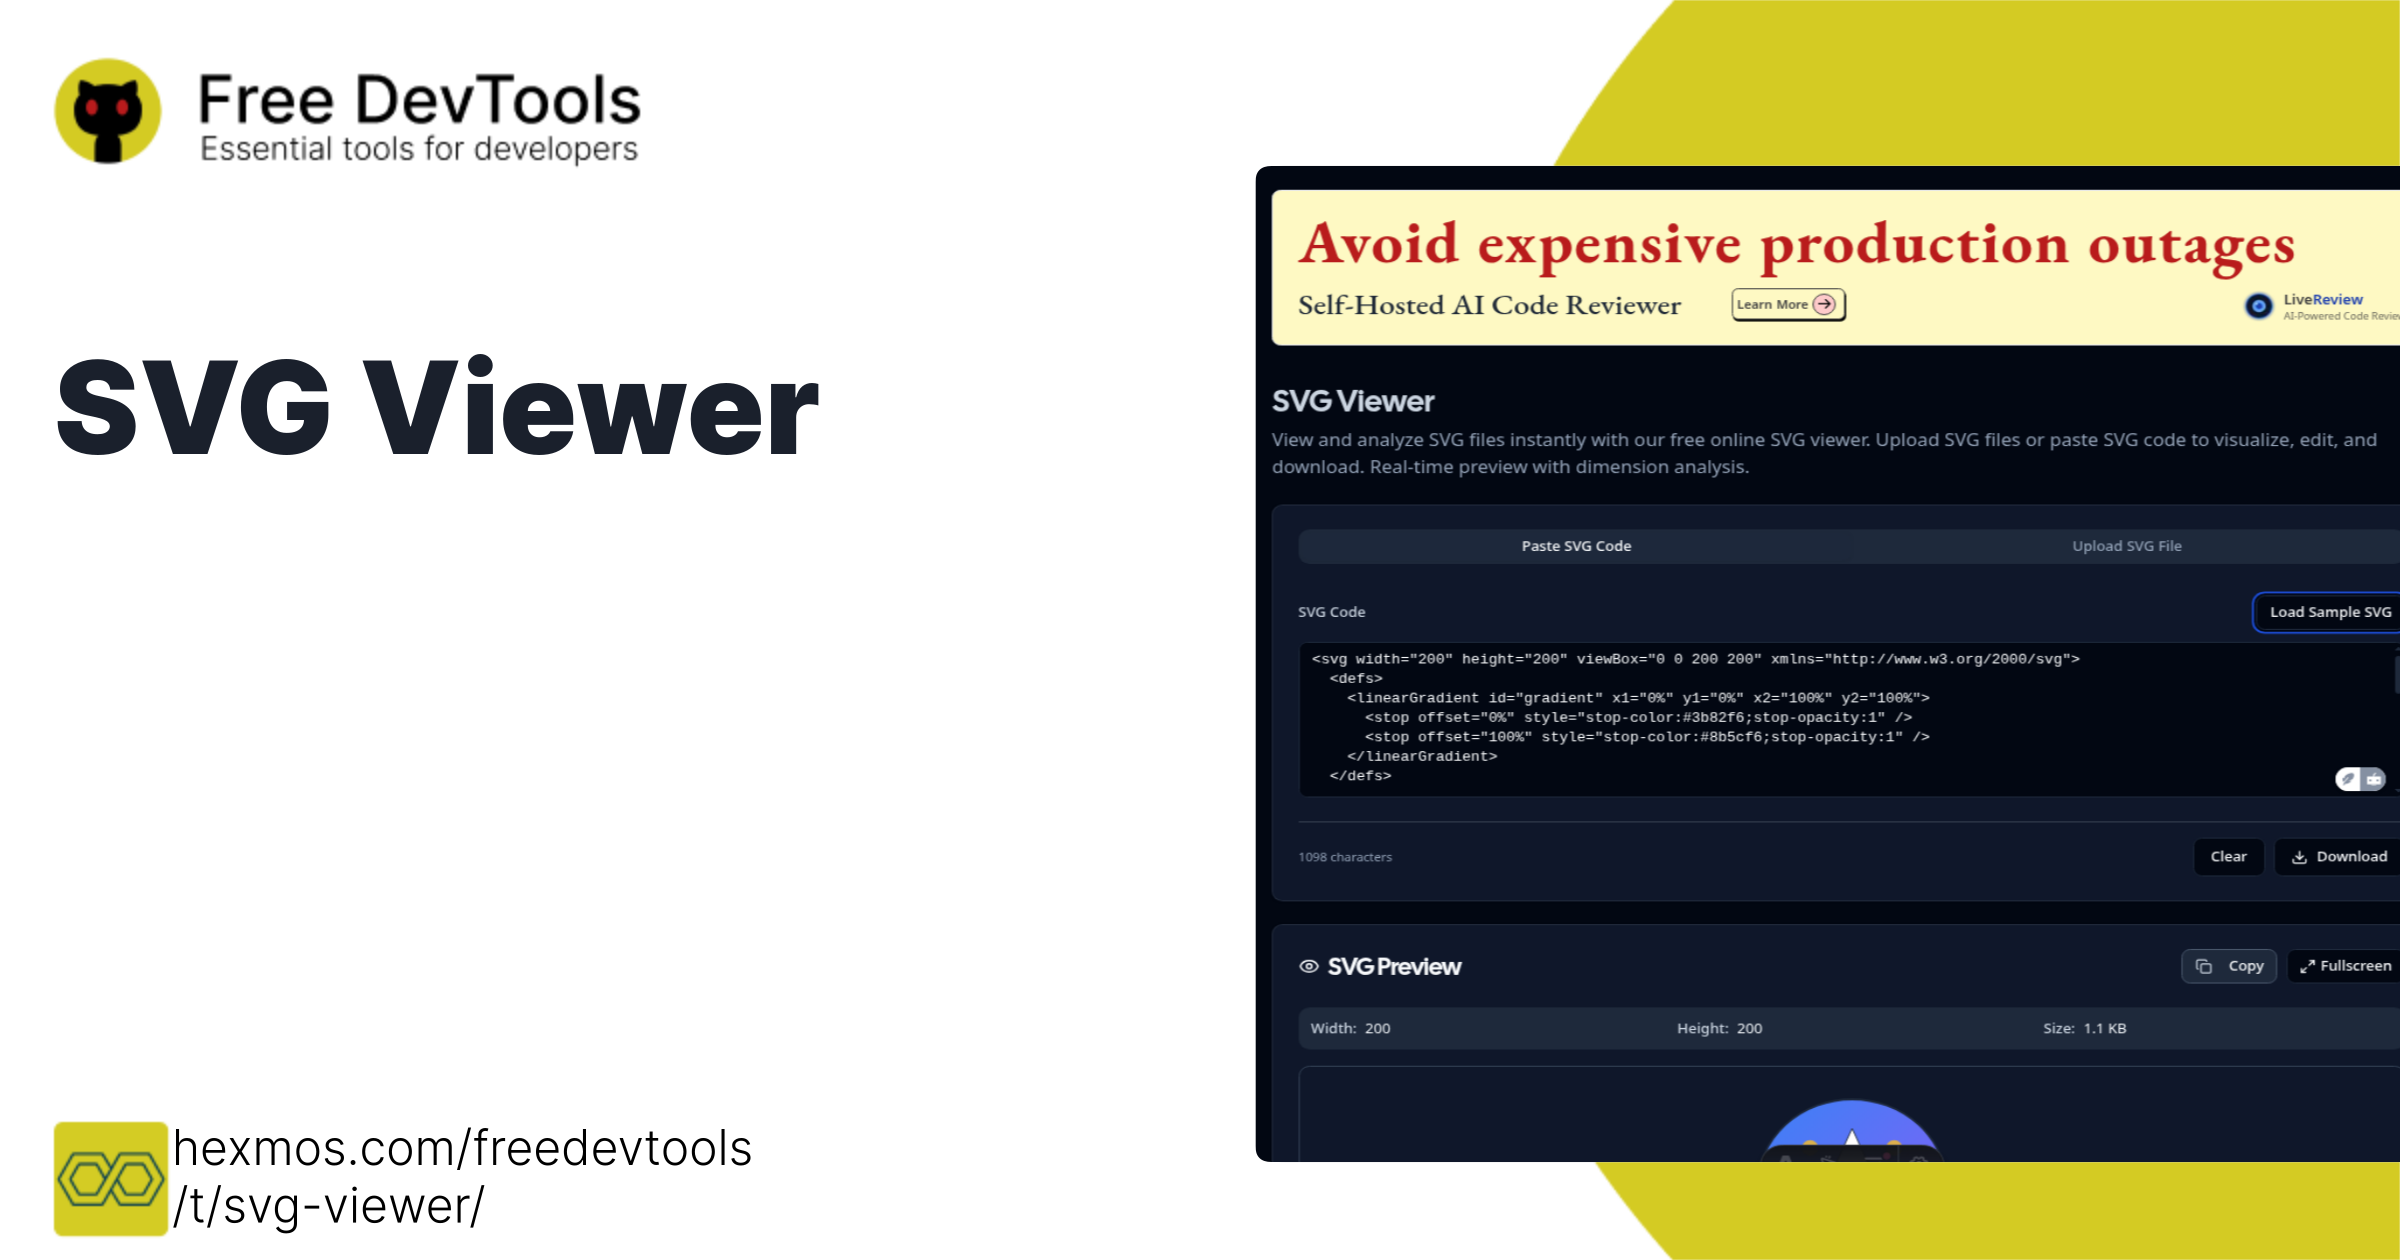 Free DevTools
Essential tools for developers
SVG Viewer
hexmos.com/freedevtools
/t/svg-viewer/
Avoid expensive production outages
Self-Hosted AI Code Reviewer
Learn More
LiveReview
AI-Powered Code
SVG Viewer
View and analyze SVG files instantly with our free online SVG viewer. Upload SVG files or paste SVG code to visualize, edit, and
download. Real-time preview with dimension analysis.
Paste SVG Code
Upload SVG File
SVG Code
Load Sample SVG
<svg width="200" height="200" viewBox="0 0 200 200" xmlns="http://www.w3.org/2000/svg">
<defs>
<linearGradient id="gradient" x1="0%" y1="0%" x2="100%" y2="100%">
<stop offset="0%" style="stop-color:#3b82f6;stop-opacity:1" />
<stop offset="100%" style="stop-color:#8b5cf6;stop-opacity:1" />
</linearGradient>
</defs>
1098 characters
Clear
Download
SVG Preview
Copy
Fullscreen
Width: 200
Height: 200
Size: 1.1 KB